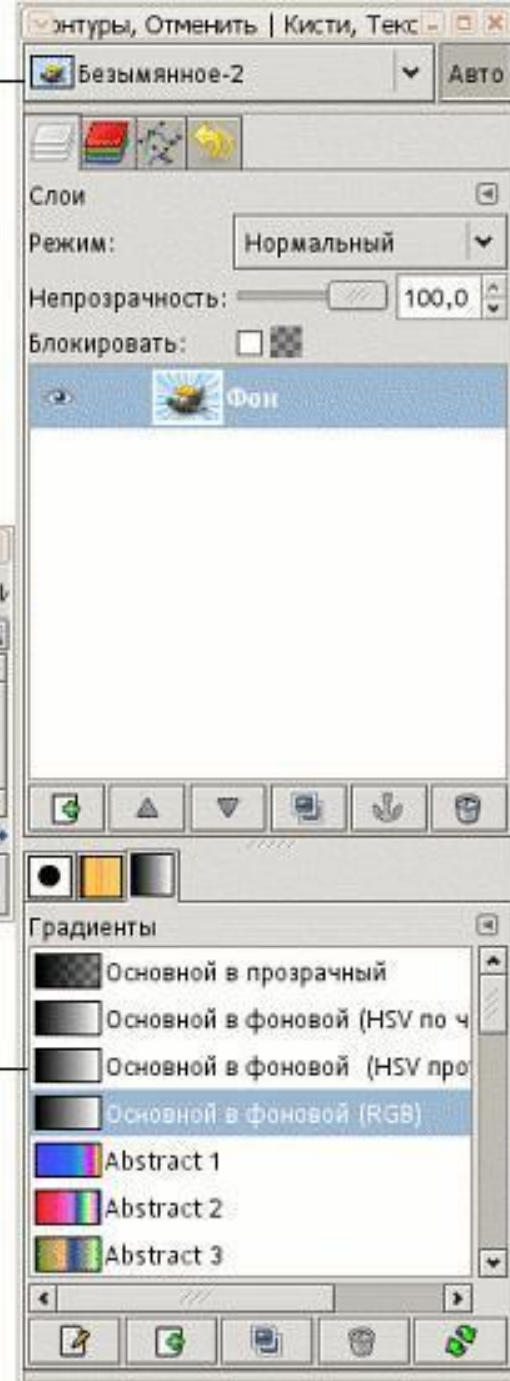 онтуры, Отменить | Кисти, Текс
Безымянное-2
Авто
Слои
Режим: Нормальный
Непрозрачность: 100,0
Блокировать:
Фон
Градиенты
Основной в прозрачный
Основной в фоновой (HSV по ч
Основной в фоновой (HSV про
Основной в фоновой (RGB)
Abstract 1
Abstract 2
Abstract 3